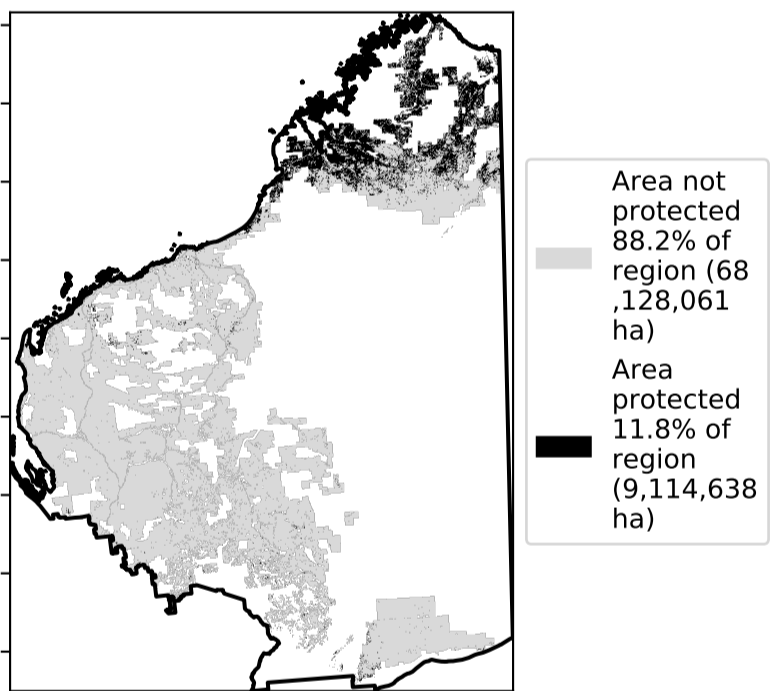 Area not
protected
88.2% of
region (68
,128,061
ha)
Area
protected
11.8% of
region
(9,114,638
ha)